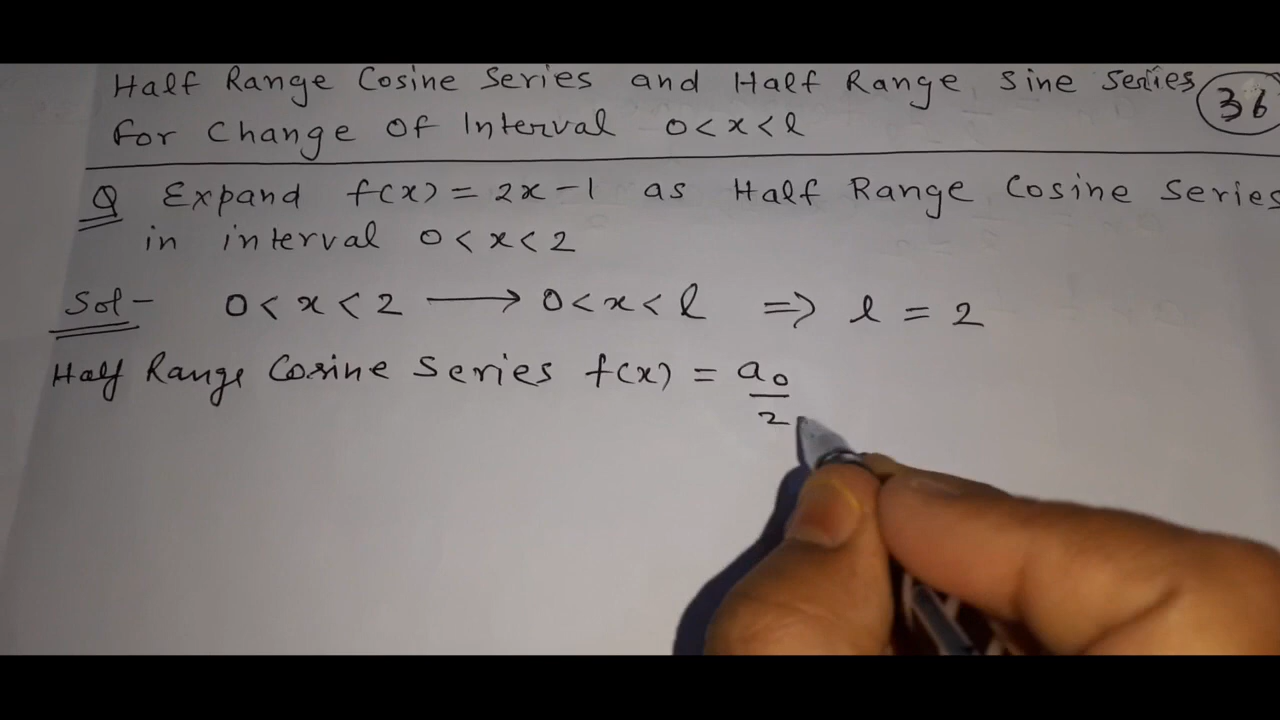 Half Range Cosine Series and Half Range Sine Series
For Change Of Interval 0<x<l
36
Q Expand f(x) = 2x-1 as Half Range Cosine Series
in interval 0<x<2
Sol- 0<x<2 ⟶ 0<x<l => l = 2
Half Range Cosine Series f(x) = a₀/2